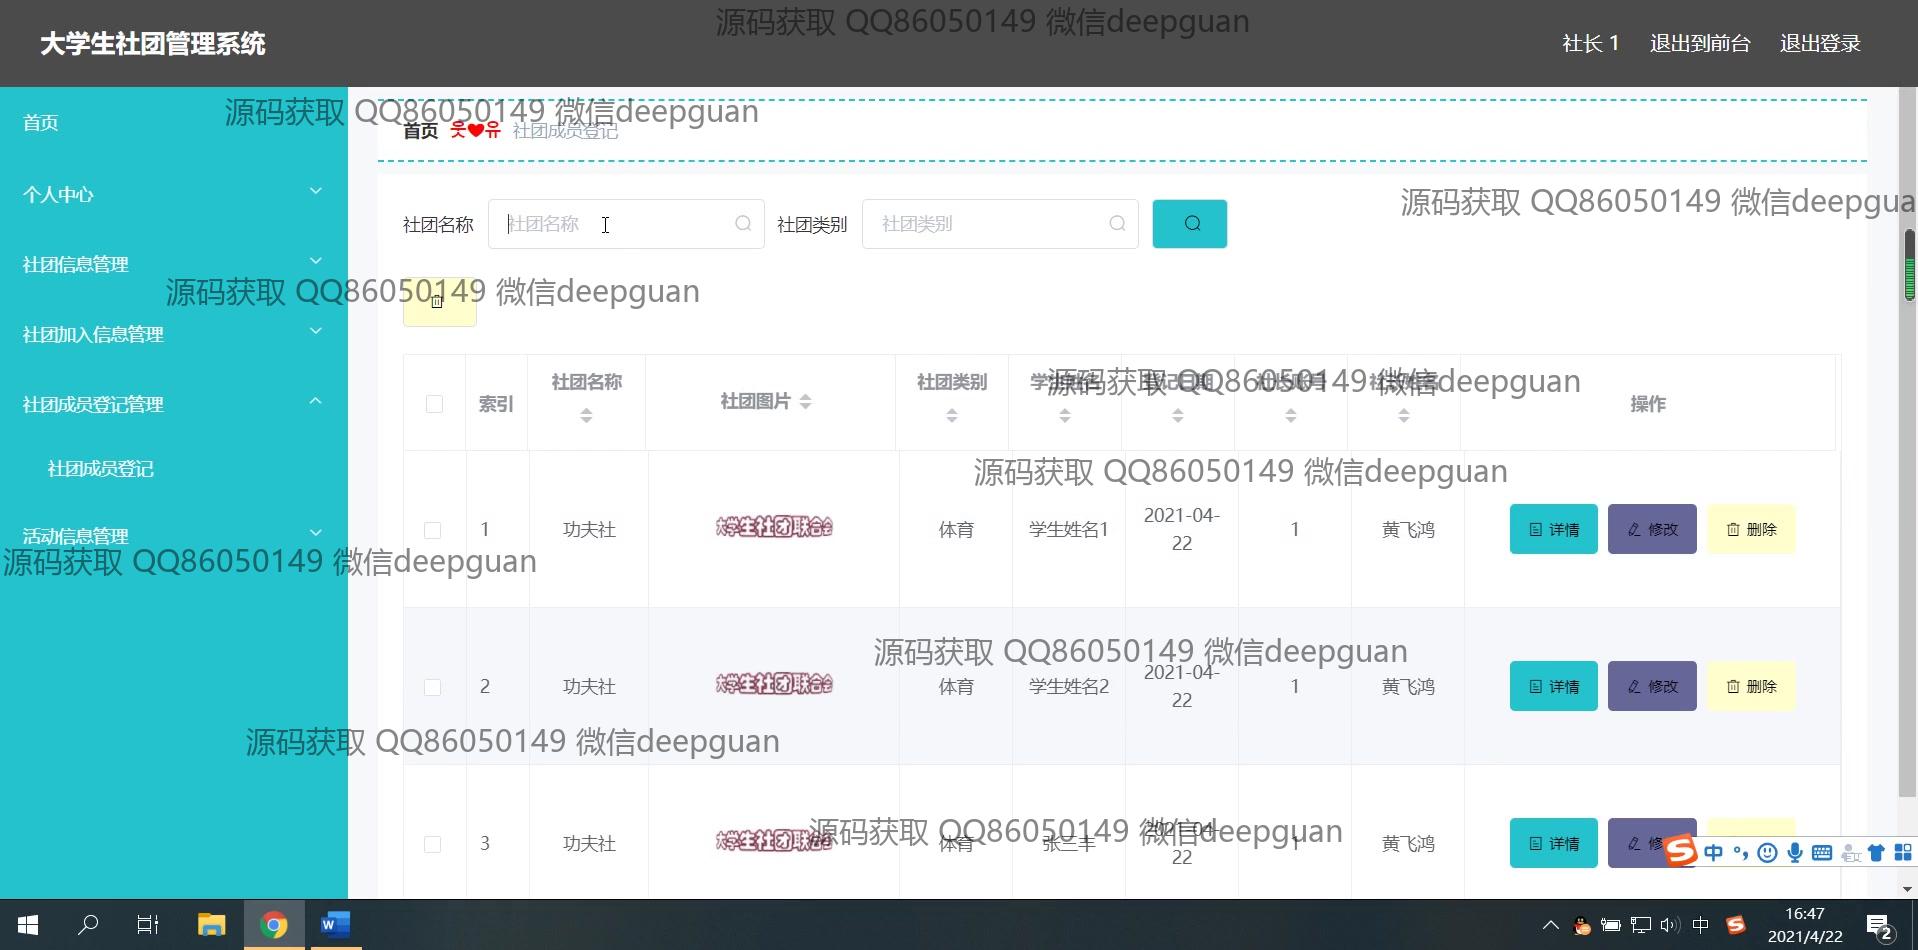 源码获取 QQ86050149 微信deepguan
大学生社团管理系统
社长 1 退出到前台 退出登录
首页
源码获取 QQ86050149 微信deepguan
首页 웃❤유 社团成员登记
个人中心
源码获取 QQ86050149 微信deepgua
社团名称 社团名称 社团类别 社团类别
社团信息管理
源码获取 QQ86050149 微信deepguan
社团加入信息管理
源码获取 QQ86050149 微信deepguan
社团成员登记管理
索引 社团名称 社团图片 社团类别 登记日期 操作
社团成员登记
源码获取 QQ86050149 微信deepguan
活动信息管理
1 功夫社 大学生社团联合会 体育 学生姓名1 2021-04-22 1 黄飞鸿 详情 修改 删除
源码获取 QQ86050149 微信deepguan
源码获取 QQ86050149 微信deepguan
2 功夫社 大学生社团联合会 体育 学生姓名2 2021-04-22 1 黄飞鸿 详情 修改 删除
源码获取 QQ86050149 微信deepguan
源码获取 QQ86050149 微信deepguan
3 功夫社 大学生社团联合会 体育 张三丰 2021-04-22 1 黄飞鸿 详情 修
中
中
16:47
2021/4/22
2